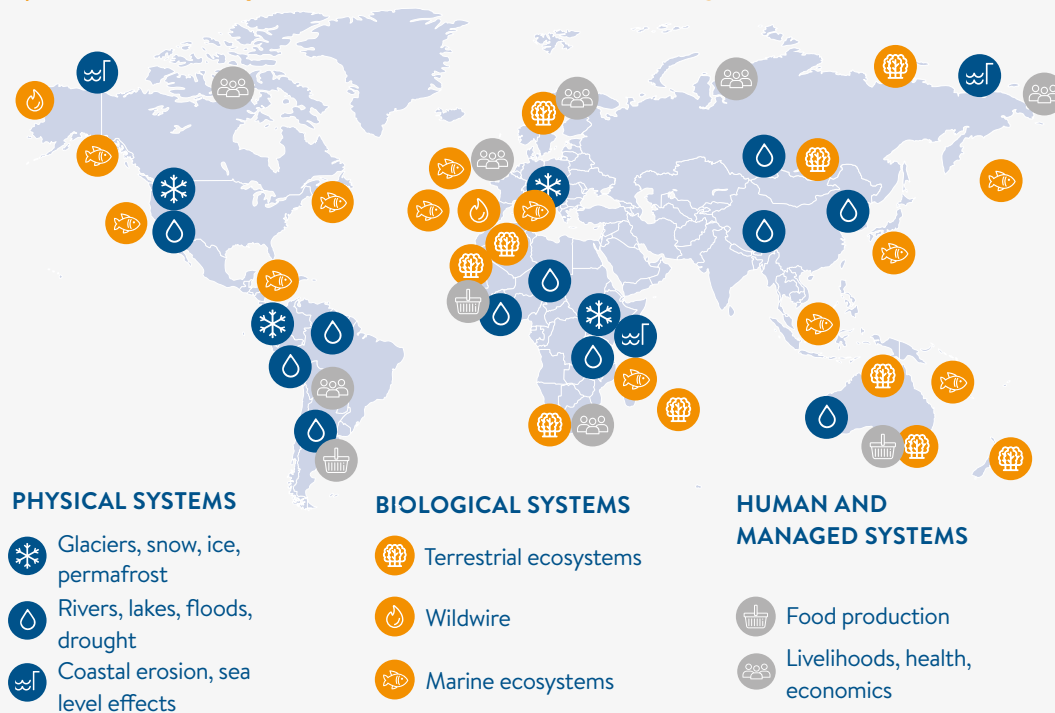 PHYSICAL SYSTEMS
Glaciers, snow, ice,
permafrost
Rivers, lakes, floods,
drought
Coastal erosion, sea
level effects
BIOLOGICAL SYSTEMS
Terrestrial ecosystems
Wildwire
Marine ecosystems
HUMAN AND
MANAGED SYSTEMS
Food production
Livelihoods, health,
economics